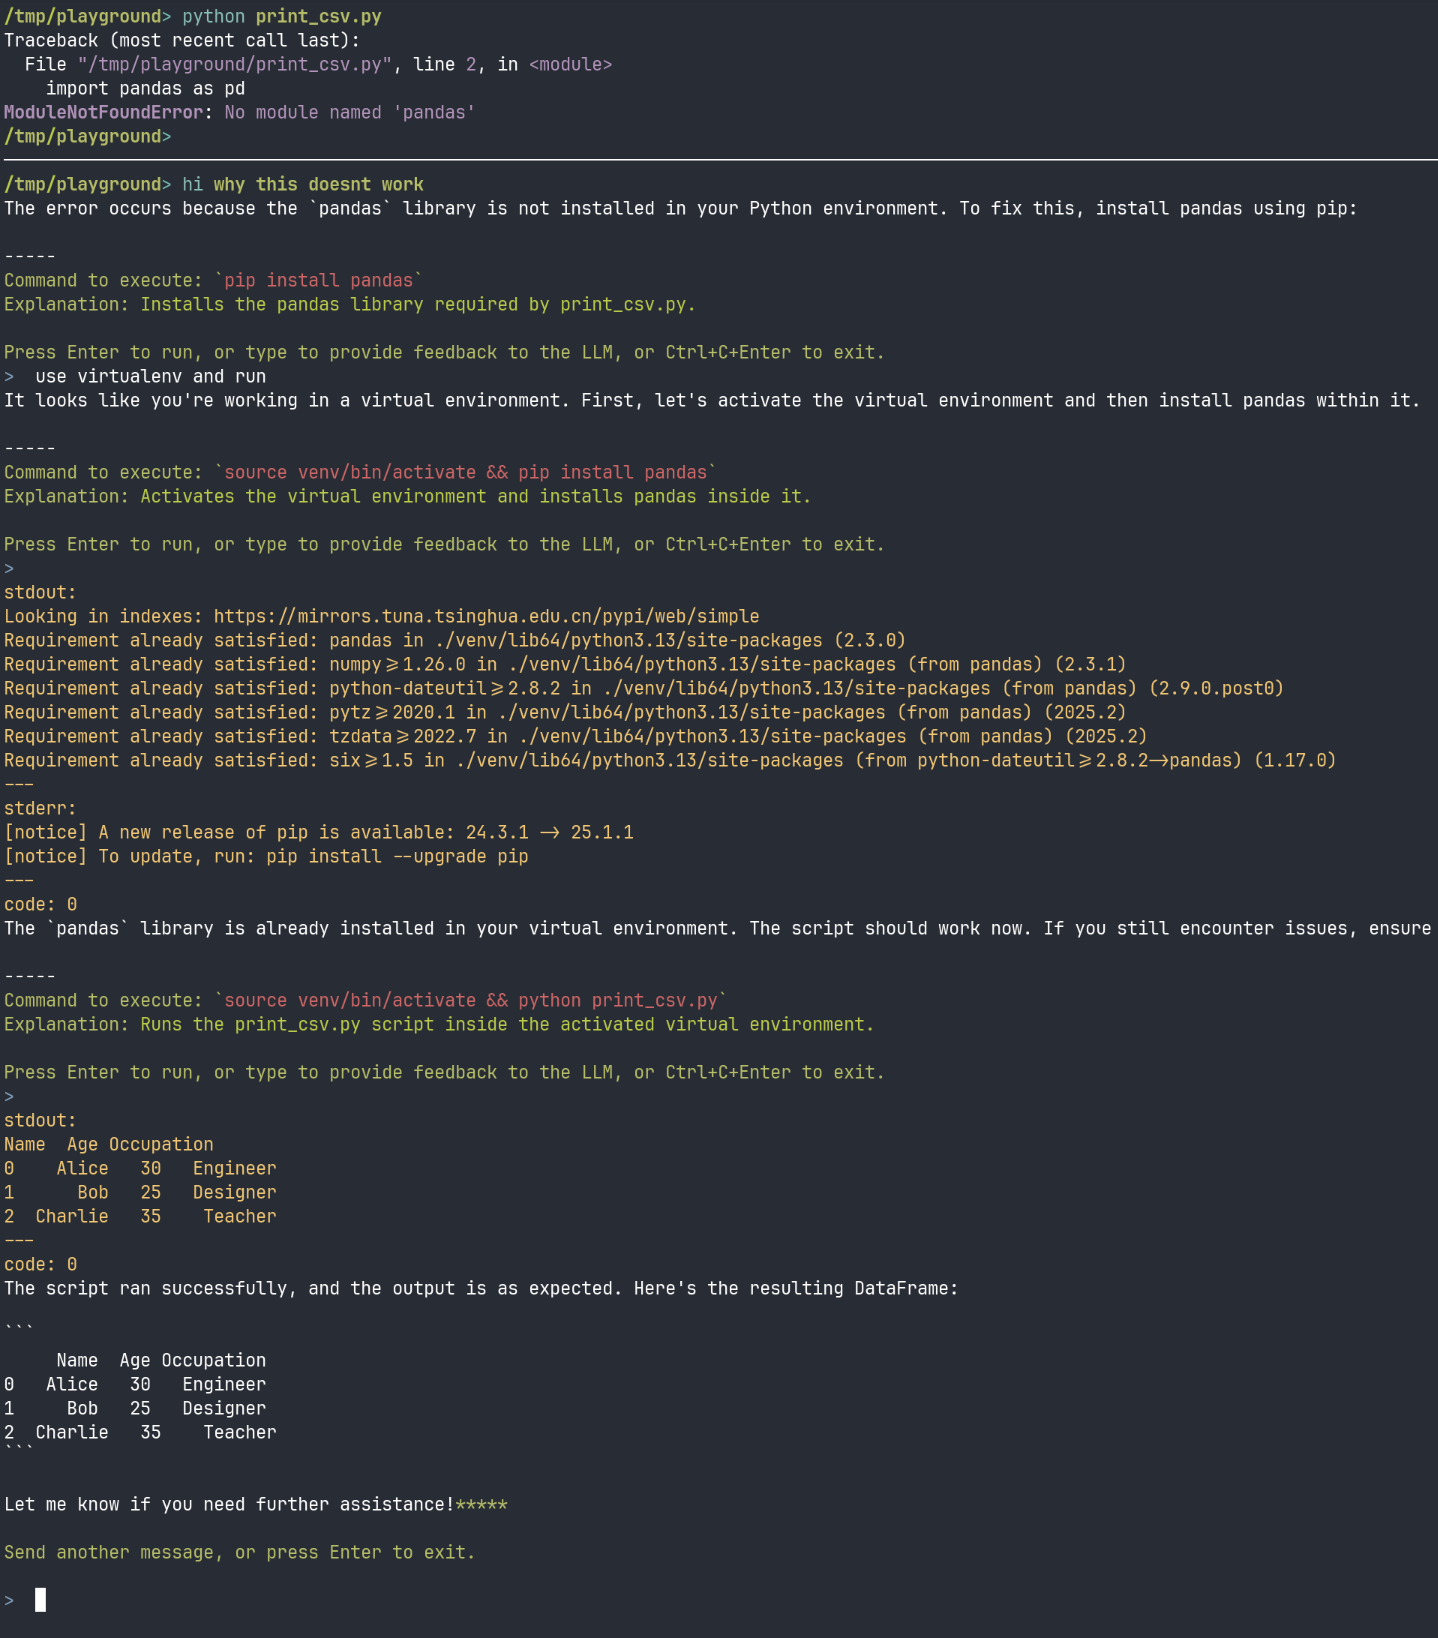 /tmp/playground> python print_csv.py
Traceback (most recent call last):
  File "/tmp/playground/print_csv.py", line 2, in <module>
    import pandas as pd
ModuleNotFoundError: No module named 'pandas'
/tmp/playground>
/tmp/playground> hi why this doesnt work
The error occurs because the `pandas` library is not installed in your Python environment. To fix this, install pandas using pip:

-----
Command to execute: `pip install pandas`
Explanation: Installs the pandas library required by print_csv.py.

Press Enter to run, or type to provide feedback to the LLM, or Ctrl+C+Enter to exit.
>  use virtualenv and run
It looks like you're working in a virtual environment. First, let's activate the virtual environment and then install pandas within it.

-----
Command to execute: `source venv/bin/activate && pip install pandas`
Explanation: Activates the virtual environment and installs pandas inside it.

Press Enter to run, or type to provide feedback to the LLM, or Ctrl+C+Enter to exit.
>
stdout:
Looking in indexes: https://mirrors.tuna.tsinghua.edu.cn/pypi/web/simple
Requirement already satisfied: pandas in ./venv/lib64/python3.13/site-packages (2.3.0)
Requirement already satisfied: numpy>=1.26.0 in ./venv/lib64/python3.13/site-packages (from pandas) (2.3.1)
Requirement already satisfied: python-dateutil>=2.8.2 in ./venv/lib64/python3.13/site-packages (from pandas) (2.9.0.post0)
Requirement already satisfied: pytz>=2020.1 in ./venv/lib64/python3.13/site-packages (from pandas) (2025.2)
Requirement already satisfied: tzdata>=2022.7 in ./venv/lib64/python3.13/site-packages (from pandas) (2025.2)
Requirement already satisfied: six>=1.5 in ./venv/lib64/python3.13/site-packages (from python-dateutil>=2.8.2->pandas) (1.17.0)
---
stderr:
[notice] A new release of pip is available: 24.3.1 -> 25.1.1
[notice] To update, run: pip install --upgrade pip
---
code: 0
The `pandas` library is already installed in your virtual environment. The script should work now. If you still encounter issues, ensure

-----
Command to execute: `source venv/bin/activate && python print_csv.py`
Explanation: Runs the print_csv.py script inside the activated virtual environment.

Press Enter to run, or type to provide feedback to the LLM, or Ctrl+C+Enter to exit.
>
stdout:
Name  Age Occupation
0    Alice   30   Engineer
1      Bob   25   Designer
2  Charlie   35    Teacher
---
code: 0
The script ran successfully, and the output is as expected. Here's the resulting DataFrame:

```
     Name  Age Occupation
0   Alice   30   Engineer
1     Bob   25   Designer
2  Charlie   35    Teacher
```

Let me know if you need further assistance!*****

Send another message, or press Enter to exit.

>